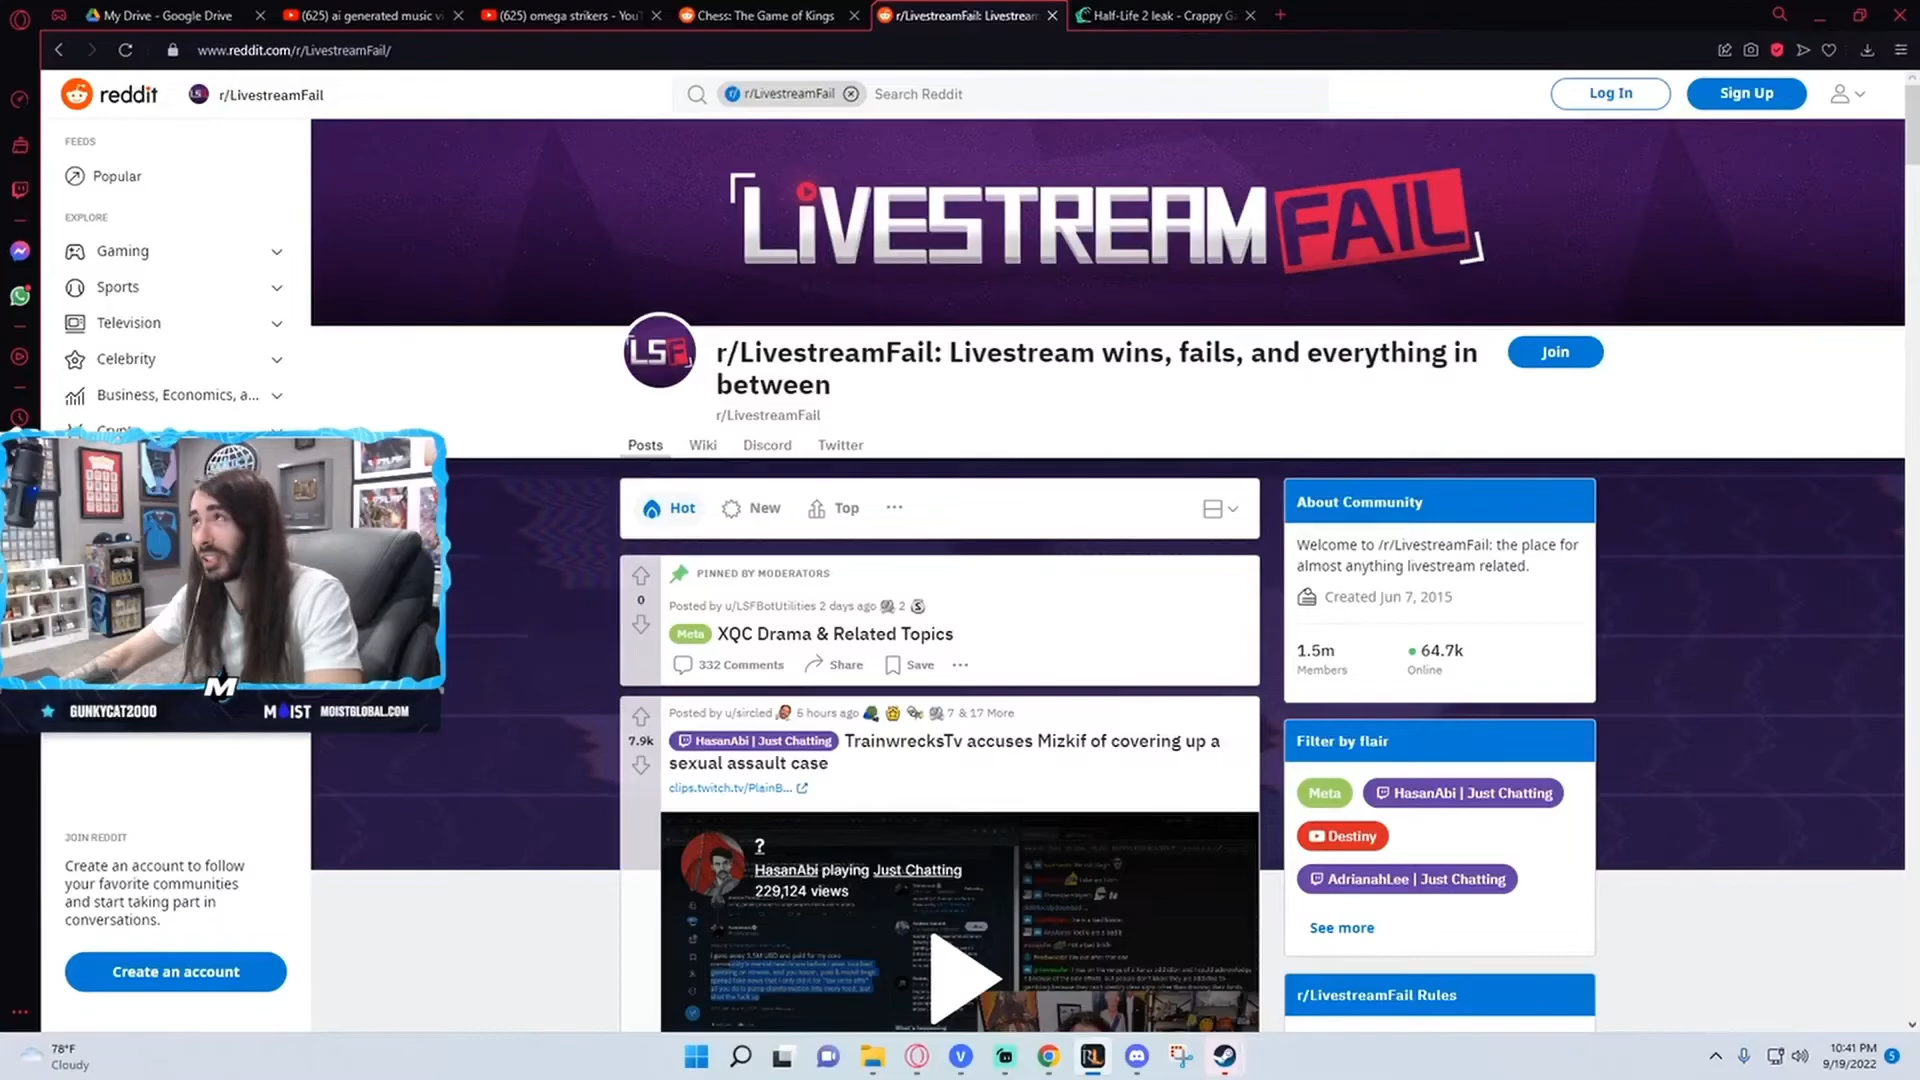 My Drive - Google Drive
(625) ai generated music vi
(625) omega strikers - YouT
Chess: The Game of Kings
r/LivestreamFail: Livestream
Half-Life 2 leak - Crappy Ga
www.reddit.com/r/LivestreamFail/
reddit
r/LivestreamFail
r/LivestreamFail
Search Reddit
Log In
Sign Up
FEEDS
Popular
EXPLORE
Gaming
Sports
Television
Celebrity
Business, Economics, a...
LIVESTREAM FAIL
LSF
r/LivestreamFail: Livestream wins, fails, and everything in
between
Join
r/LivestreamFail
Posts
Wiki
Discord
Twitter
Hot
New
Top
PINNED BY MODERATORS
0
Posted by u/LSFBotUtilities 2 days ago
2
Meta
XQC Drama & Related Topics
332 Comments
Share
Save
Posted by u/sircled
5 hours ago
7 & 17 More
7.9k
HasanAbi | Just Chatting
TrainwrecksTv accuses Mizkif of covering up a
sexual assault case
clips.twitch.tv/PlainB...
?
HasanAbi playing Just Chatting
229,124 views
About Community
Welcome to /r/LivestreamFail: the place for
almost anything livestream related.
Created Jun 7, 2015
1.5m
64.7k
Members
Online
Filter by flair
Meta
HasanAbi | Just Chatting
Destiny
AdrianahLee | Just Chatting
See more
r/LivestreamFail Rules
M
GUNKYCAT2000
MOIST
MOISTGLOBAL.COM
JOIN REDDIT
Create an account to follow
your favorite communities
and start taking part in
conversations.
Create an account
78°F
Cloudy
10:41 PM
9/19/2022
5